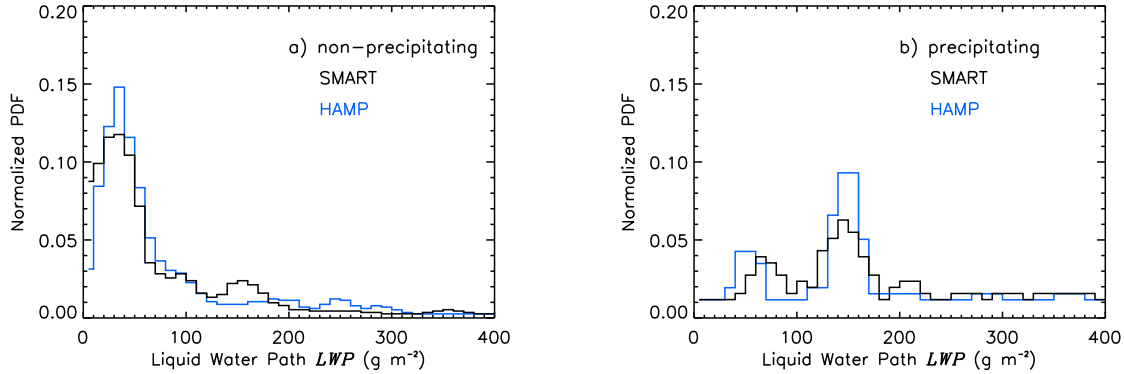 0.20
0.15
0.10
0.05
0.00
Normalized PDF
a) non-precipitating
SMART
HAMP
0 100 200 300 400
Liquid Water Path LWP (g m⁻²)
0.20
0.15
0.10
0.05
0.00
Normalized PDF
b) precipitating
SMART
HAMP
0 100 200 300 400
Liquid Water Path LWP (g m⁻²)